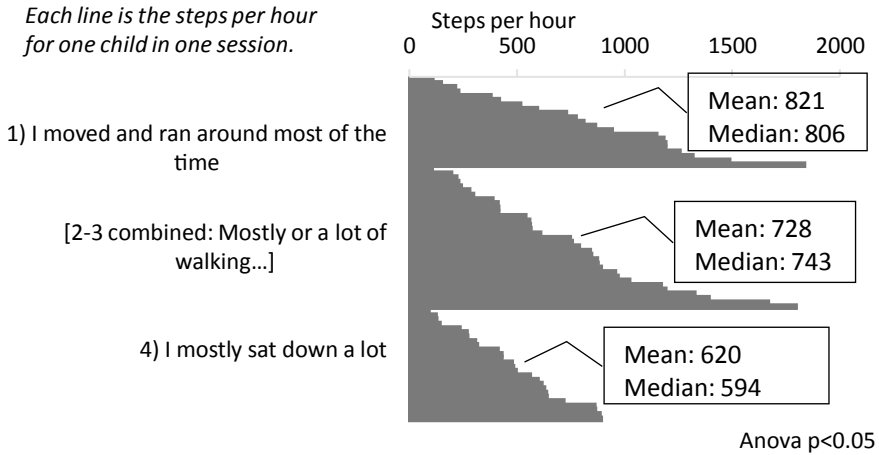 Each line is the steps per hour
for one child in one session.
Steps per hour
0 500 1000 1500 2000
1) I moved and ran around most of the
time
Mean: 821
Median: 806
[2-3 combined: Mostly or a lot of
walking...]
Mean: 728
Median: 743
4) I mostly sat down a lot
Mean: 620
Median: 594
Anova p<0.05